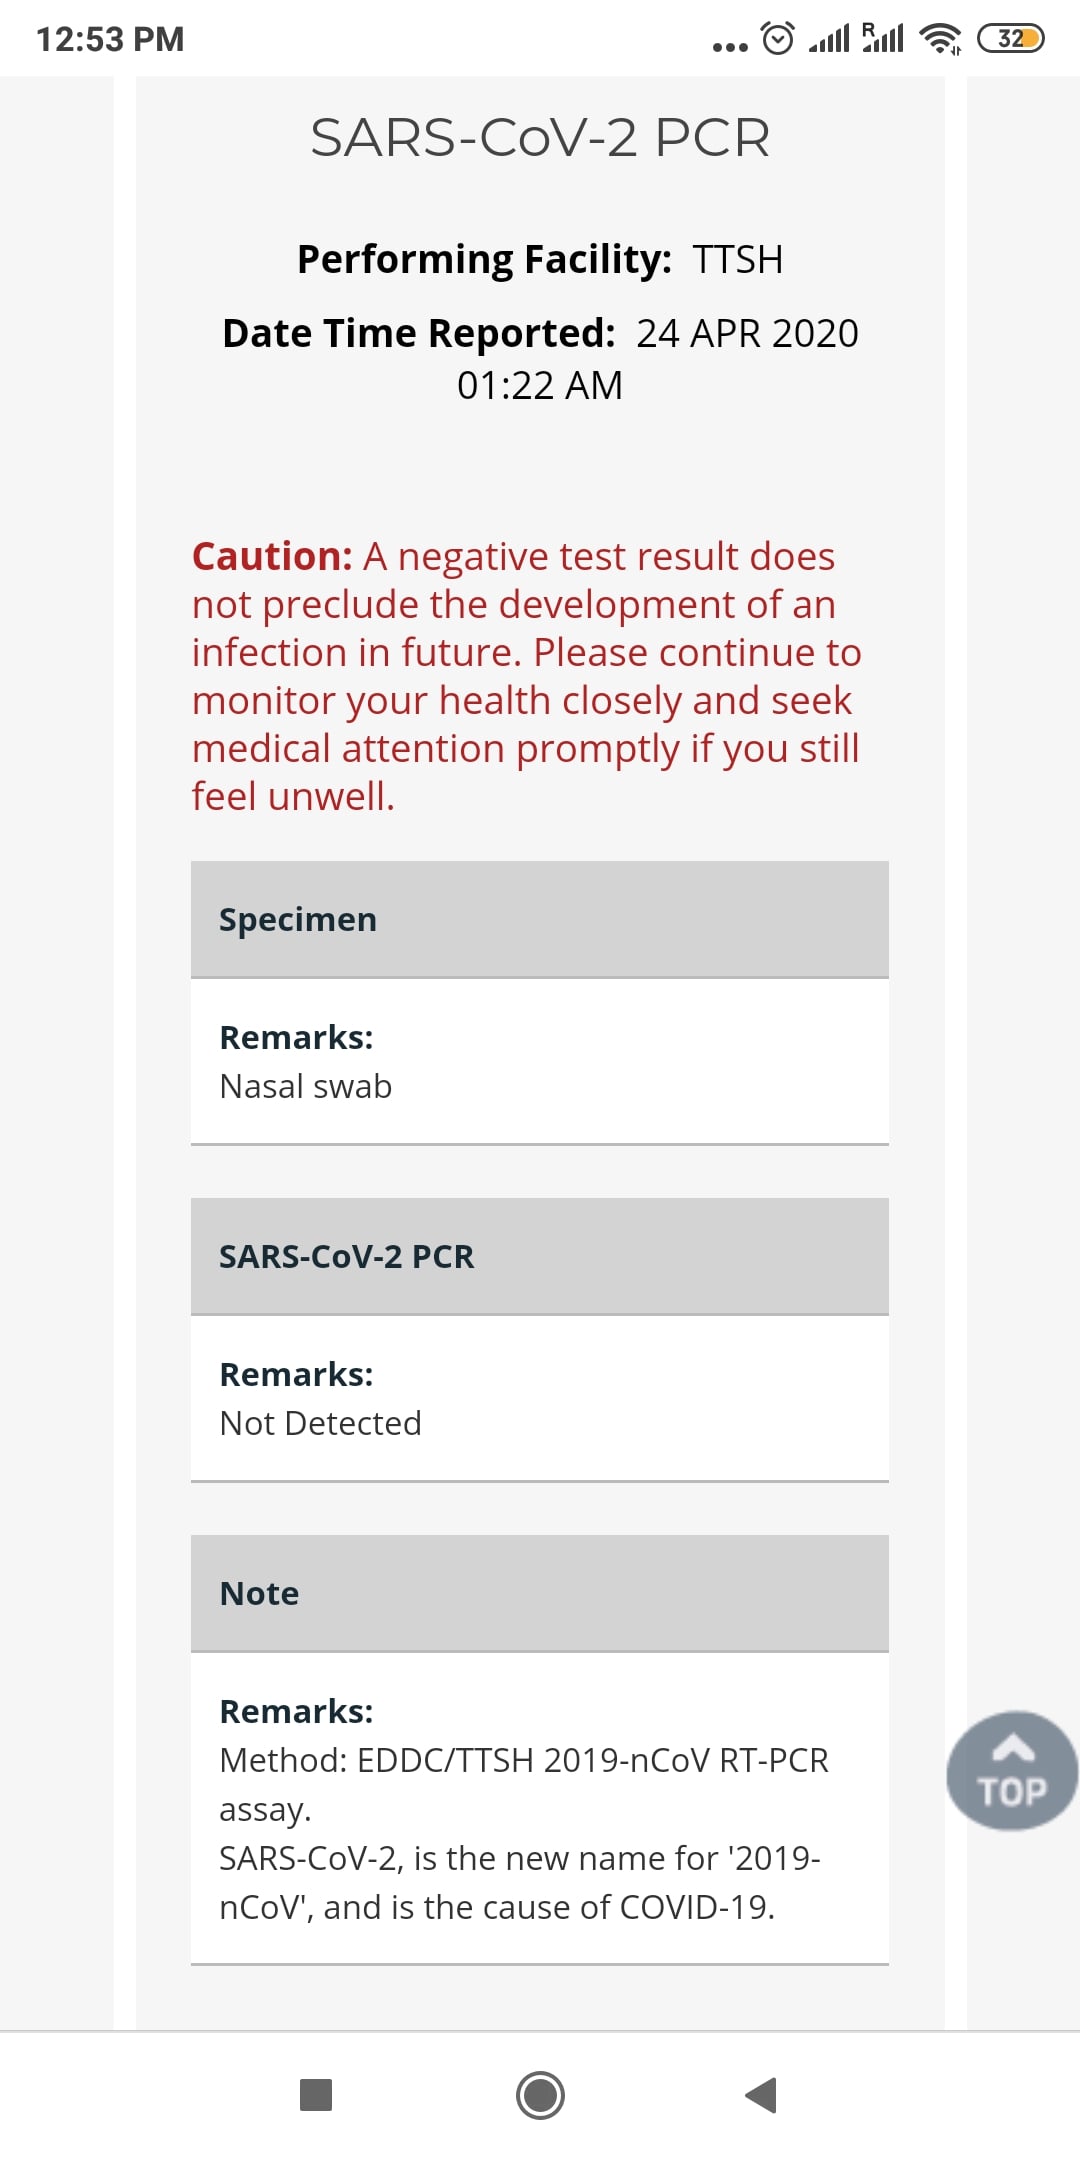 12:53 PM
R
32
SARS-CoV-2 PCR
Performing Facility: TTSH
Date Time Reported: 24 APR 2020
01:22 AM
Caution: A negative test result does
not preclude the development of an
infection in future. Please continue to
monitor your health closely and seek
medical attention promptly if you still
feel unwell.
Specimen
Remarks:
Nasal swab
SARS-CoV-2 PCR
Remarks:
Not Detected
Note
Remarks:
Method: EDDC/TTSH 2019-nCoV RT-PCR
assay.
SARS-CoV-2, is the new name for '2019-
nCoV', and is the cause of COVID-19.
TOP